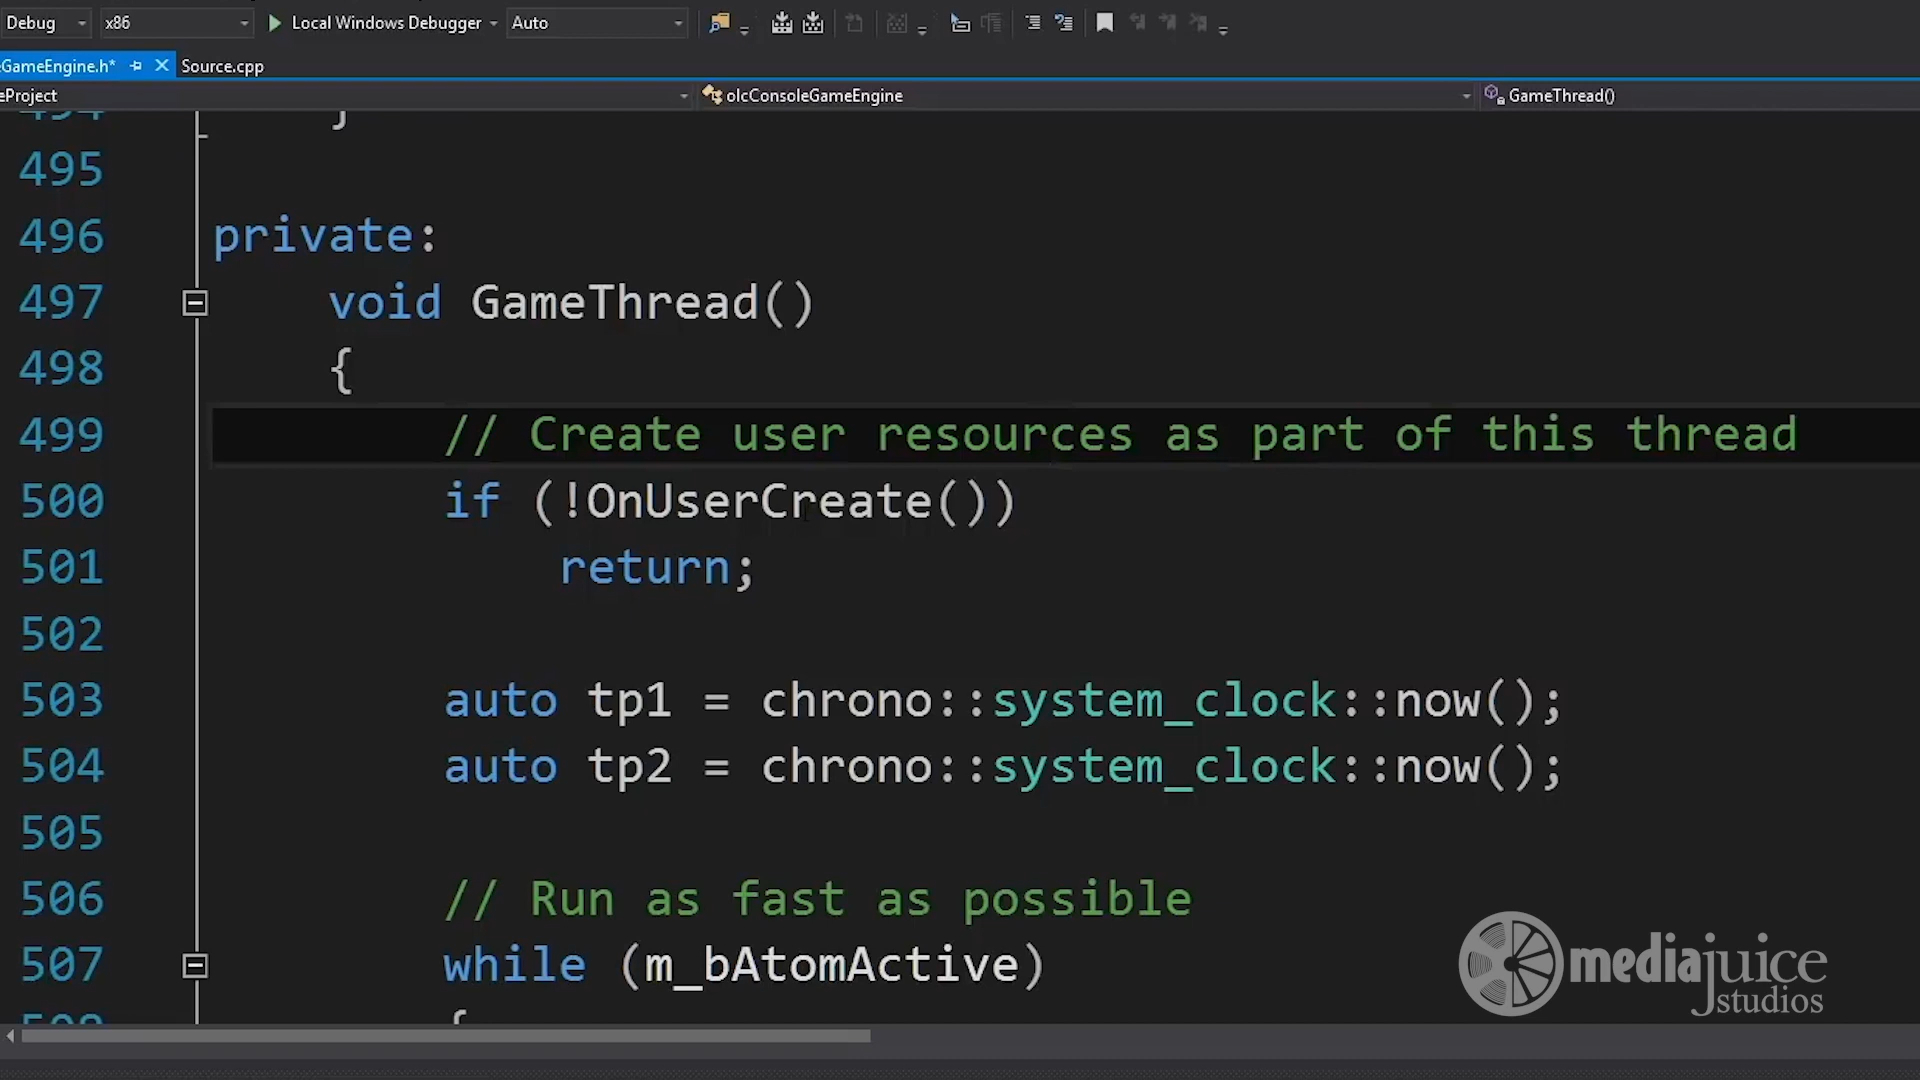 Debug x86 Local Windows Debugger Auto
GameEngine.h* Source.cpp
eProject olcConsoleGameEngine GameThread()
494 }
495
496 private:
497 void GameThread()
498 {
499 // Create user resources as part of this thread
500 if (!OnUserCreate())
501 return;
502
503 auto tp1 = chrono::system_clock::now();
504 auto tp2 = chrono::system_clock::now();
505
506 // Run as fast as possible
507 while (m_bAtomActive)
508 {
mediajuice
studios